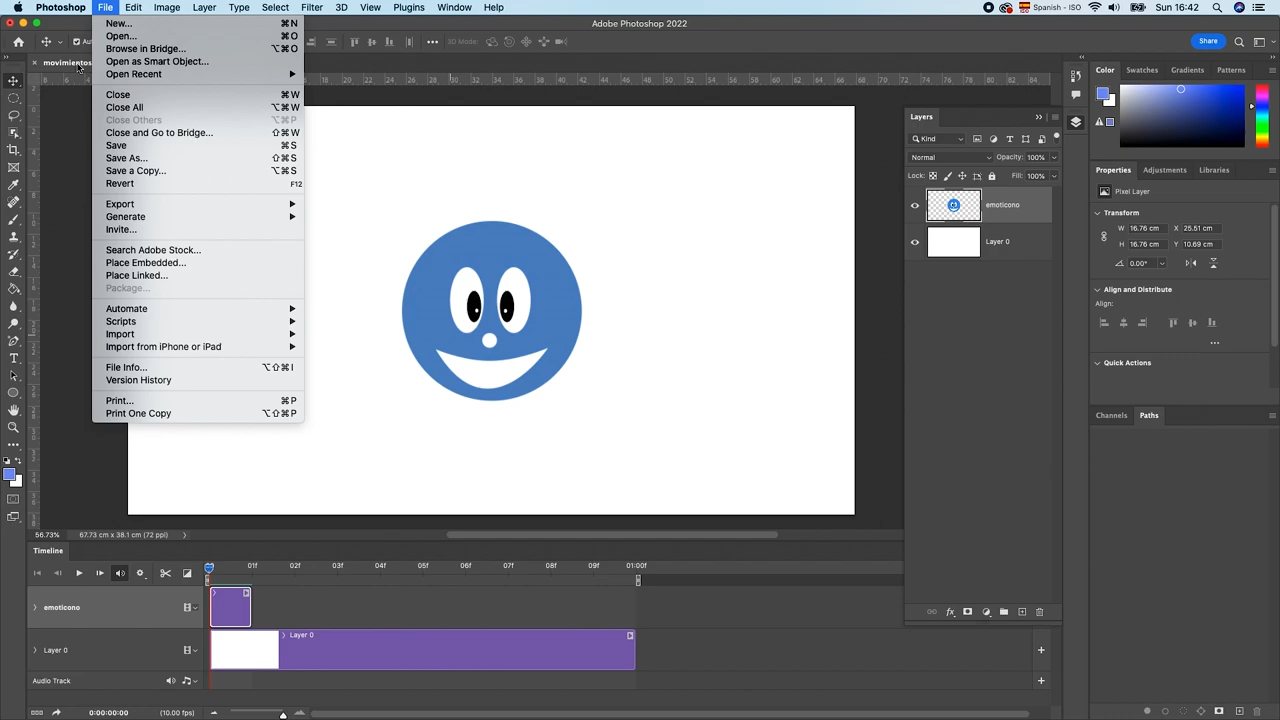 Photoshop File Edit Image Layer Type Select Filter 3D View Plugins Window Help Spanish - ISO Sun 16:42
Adobe Photoshop 2022
3D Mode: Share
movimientos
New... ⌘N
Open... ⌘O
Browse in Bridge... ⌥⌘O
Open as Smart Object...
Open Recent
Close ⌘W
Close All ⌥⌘W
Close Others ⌥⌘P
Close and Go to Bridge... ⇧⌘W
Save ⌘S
Save As... ⇧⌘S
Save a Copy... ⌥⌘S
Revert F12
Export
Generate
Invite...
Search Adobe Stock...
Place Embedded...
Place Linked...
Package...
Automate
Scripts
Import
Import from iPhone or iPad
File Info... ⌥⇧⌘I
Version History
Print... ⌘P
Print One Copy ⌥⇧⌘P
Layers
Kind
Normal Opacity: 100%
Lock: Fill: 100%
emoticono
Layer 0
Color Swatches Gradients Patterns
Properties Adjustments Libraries
Pixel Layer
Transform
W 16.76 cm X 25.51 cm
H 16.76 cm Y 10.69 cm
0.00°
Align and Distribute
Align:
Quick Actions
Channels Paths
56.73% 67.73 cm x 38.1 cm (72 ppi)
Timeline
01f 02f 03f 04f 05f 06f 07f 08f 09f 01:00f
emoticono
Layer 0 Layer 0
Audio Track
0:00:00:00 (10.00 fps)